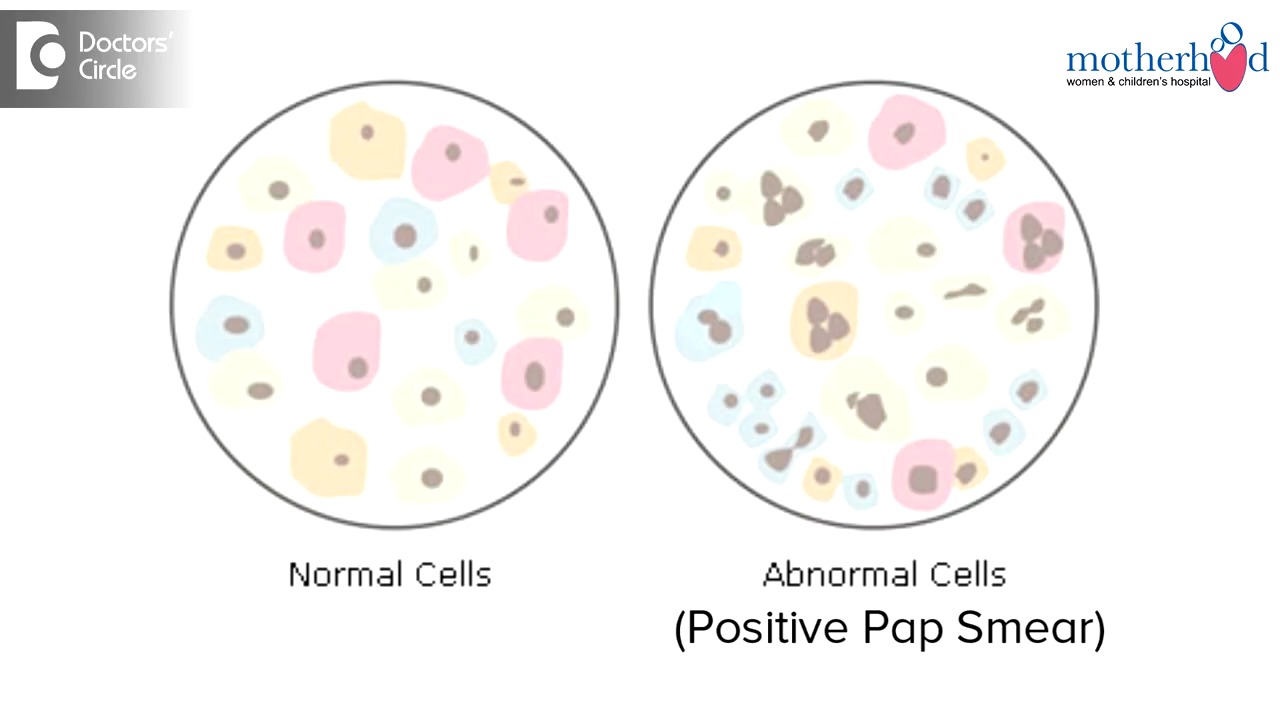 Doctors'
Circle
motherhood
women & children's hospital
Normal Cells
Abnormal Cells
(Positive Pap Smear)